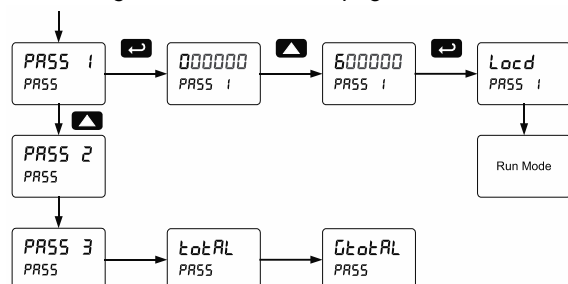 PASS 1
PASS
000000
PASS 1
600000
PASS 1
Locd
PASS 1
PASS 2
PASS
Run Mode
PASS 3
PASS
totAL
PASS
GtotAL
PASS